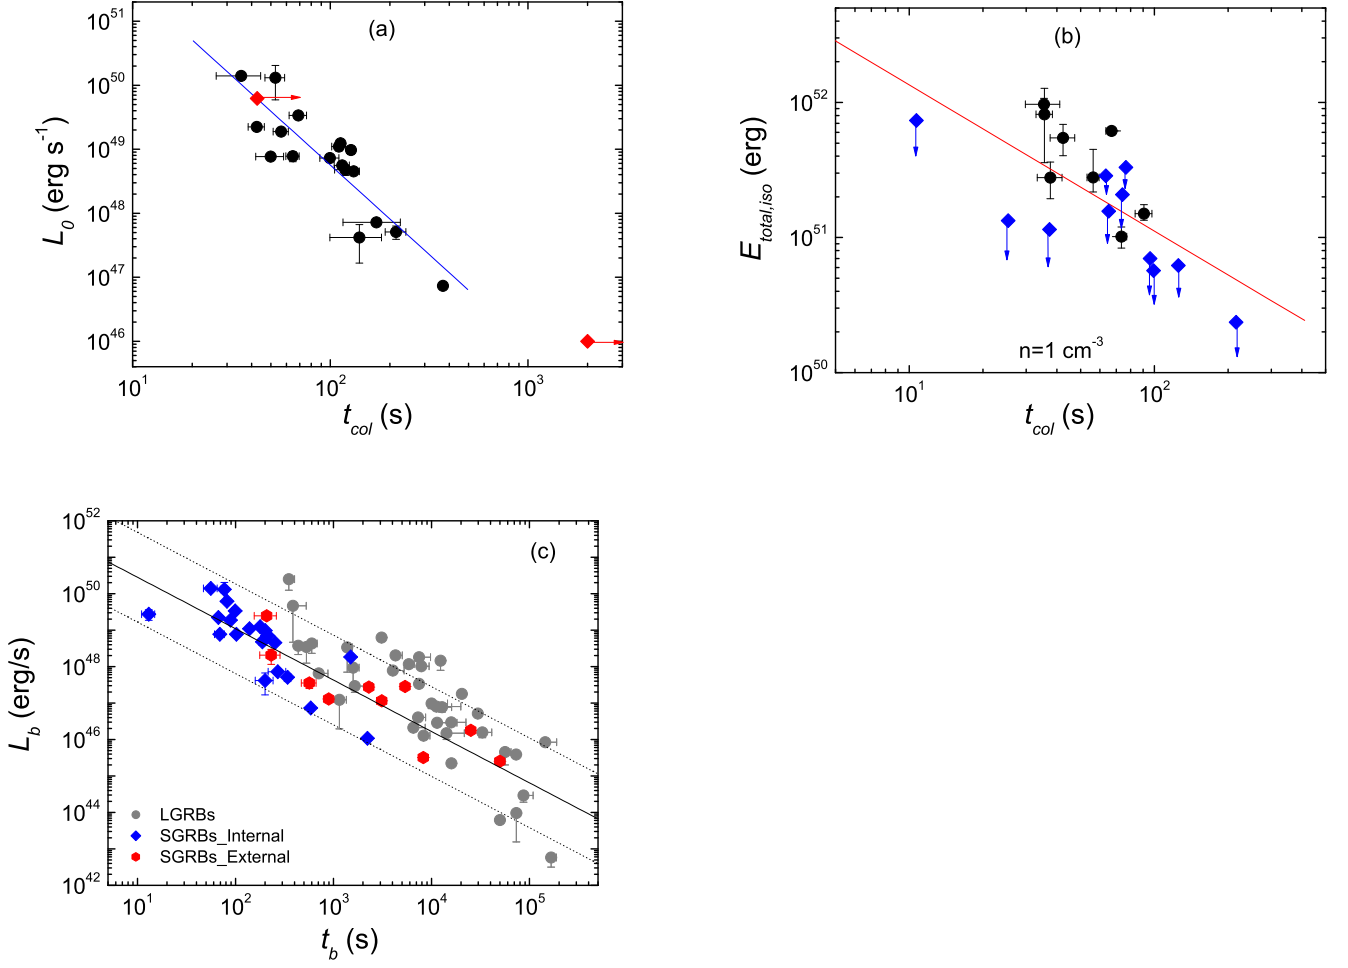 (a)
10^51
10^50
10^49
10^48
10^47
10^46
L_0 (erg s^-1)
10^1 10^2 10^3
t_col (s)
(b)
10^52
10^51
10^50
E_total,iso (erg)
n=1 cm^-3
10^1 10^2
t_col (s)
(c)
10^52
10^50
10^48
10^46
10^44
10^42
L_b (erg/s)
LGRBs
SGRBs_Internal
SGRBs_External
10^1 10^2 10^3 10^4 10^5
t_b (s)